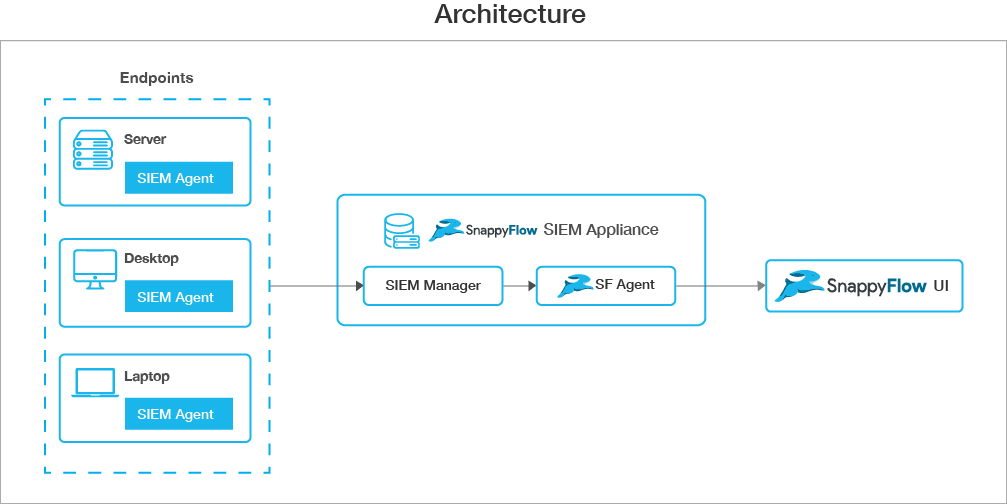 Architecture
Endpoints
Server
SIEM Agent
Desktop
SIEM Agent
Laptop
SIEM Agent
SnappyFlow SIEM Appliance
SIEM Manager
SF Agent
SnappyFlow UI